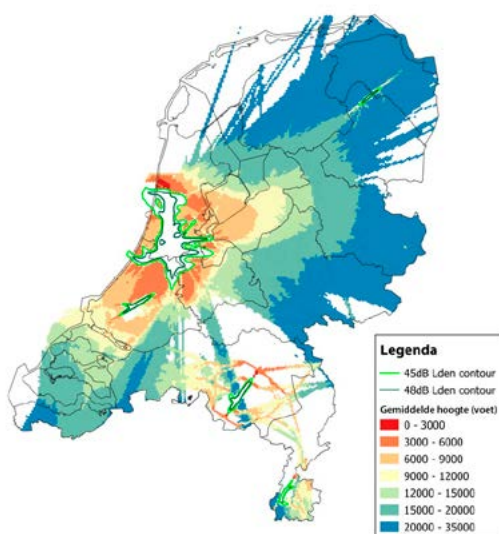 Legenda
45dB Lden contour
48dB Lden contour
Gemiddelde hoogte (voet)
0 - 3000
3000 - 6000
6000 - 9000
9000 - 12000
12000 - 15000
15000 - 20000
20000 - 35000